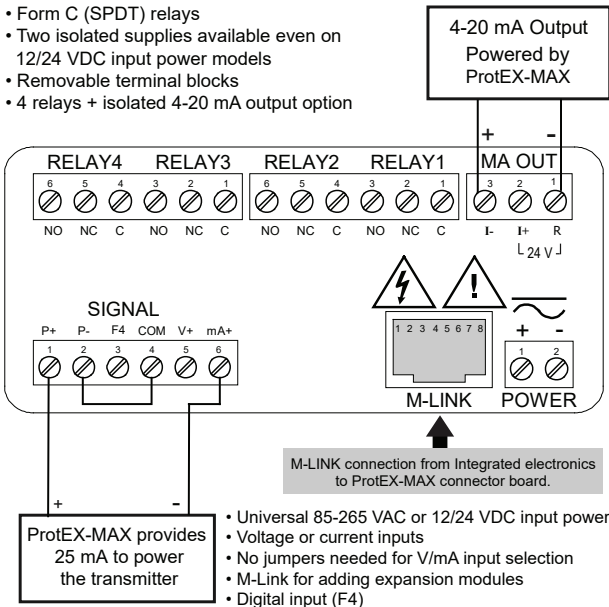 • Form C (SPDT) relays
• Two isolated supplies available even on
12/24 VDC input power models
• Removable terminal blocks
• 4 relays + isolated 4-20 mA output option
4-20 mA Output
Powered by
ProtEX-MAX
+ -
RELAY4 RELAY3 RELAY2 RELAY1 MA OUT
6 5 4 3 2 1 6 5 4 3 2 1 3 2 1
NO NC C NO NC C NO NC C NO NC C I- I+ R
24 V
SIGNAL
P+ P- F4 COM V+ mA+
1 2 3 4 5 6
!
1 2 3 4 5 6 7 8
+ -
1 2
M-LINK POWER
M-LINK connection from Integrated electronics
to ProtEX-MAX connector board.
+ -
ProtEX-MAX provides
25 mA to power
the transmitter
• Universal 85-265 VAC or 12/24 VDC input power
• Voltage or current inputs
• No jumpers needed for V/mA input selection
• M-Link for adding expansion modules
• Digital input (F4)